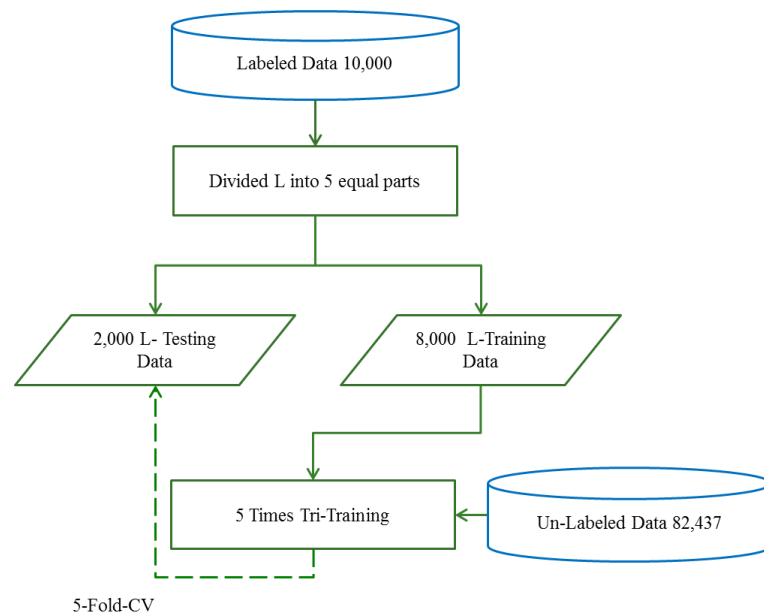 Labeled Data 10,000
Divided L into 5 equal parts
2,000 L- Testing
Data
8,000 L-Training
Data
5 Times Tri-Training
Un-Labeled Data 82,437
5-Fold-CV